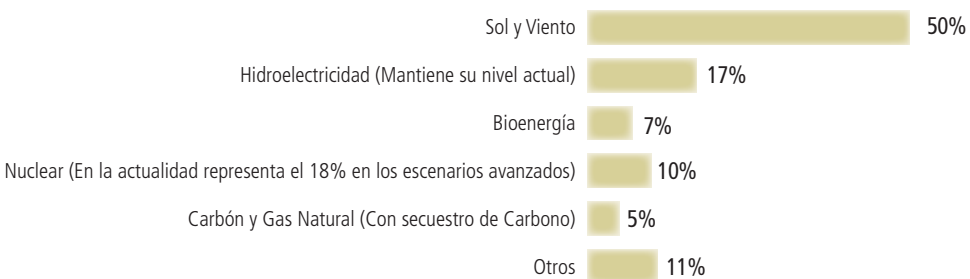 Sol y Viento 50%
Hidroelectricidad (Mantiene su nivel actual) 17%
Bioenergía 7%
Nuclear (En la actualidad representa el 18% en los escenarios avanzados) 10%
Carbón y Gas Natural (Con secuestro de Carbono) 5%
Otros 11%